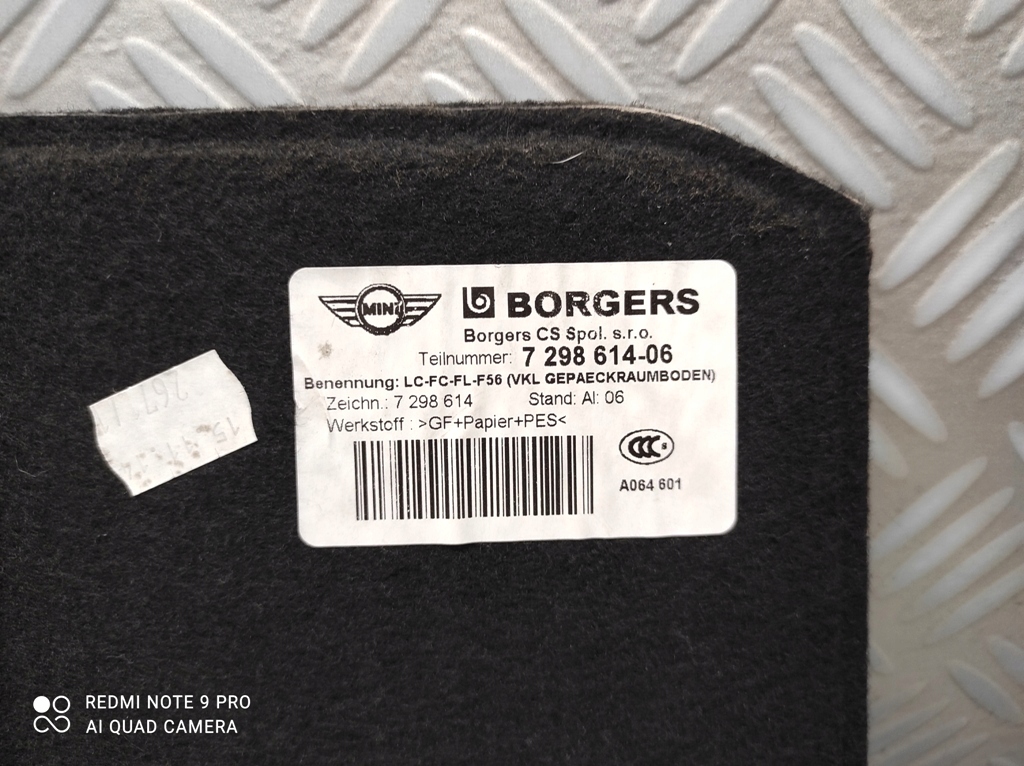 MINI
BORGERS
Borgers CS Spol. s.r.o.
Teilnummer: 7 298 614-06
Benennung: LC-FC-FL-F56 (VKL GEPAECKRAUMBODEN)
Zeichn.: 7 298 614 Stand: AI: 06
Werkstoff : >GF+Papier+PES<
CCC S
A064 601
REDMI NOTE 9 PRO
AI QUAD CAMERA